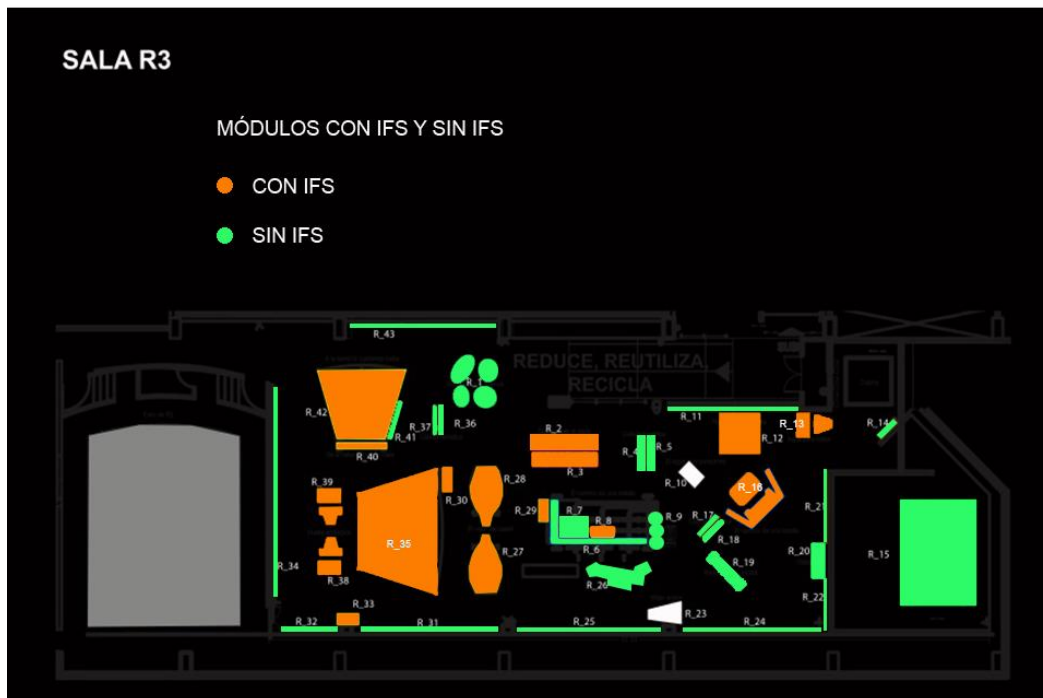 SALA R3
MÓDULOS CON IFS Y SIN IFS
CON IFS
SIN IFS
R_43
REDUCE, REUTILIZA,
RECICLA
R_1
R_42
R_37
R_36
R_41
R_40
R_11
R_13
R_12
R_14
R_2
R_3
R_4
R_5
R_10
R_16
R_39
R_30
R_28
R_29
R_7
R_8
R_9
R_17
R_18
R_21
R_35
R_6
R_27
R_20
R_15
R_34
R_38
R_26
R_19
R_22
R_33
R_23
R_32
R_31
R_25
R_24